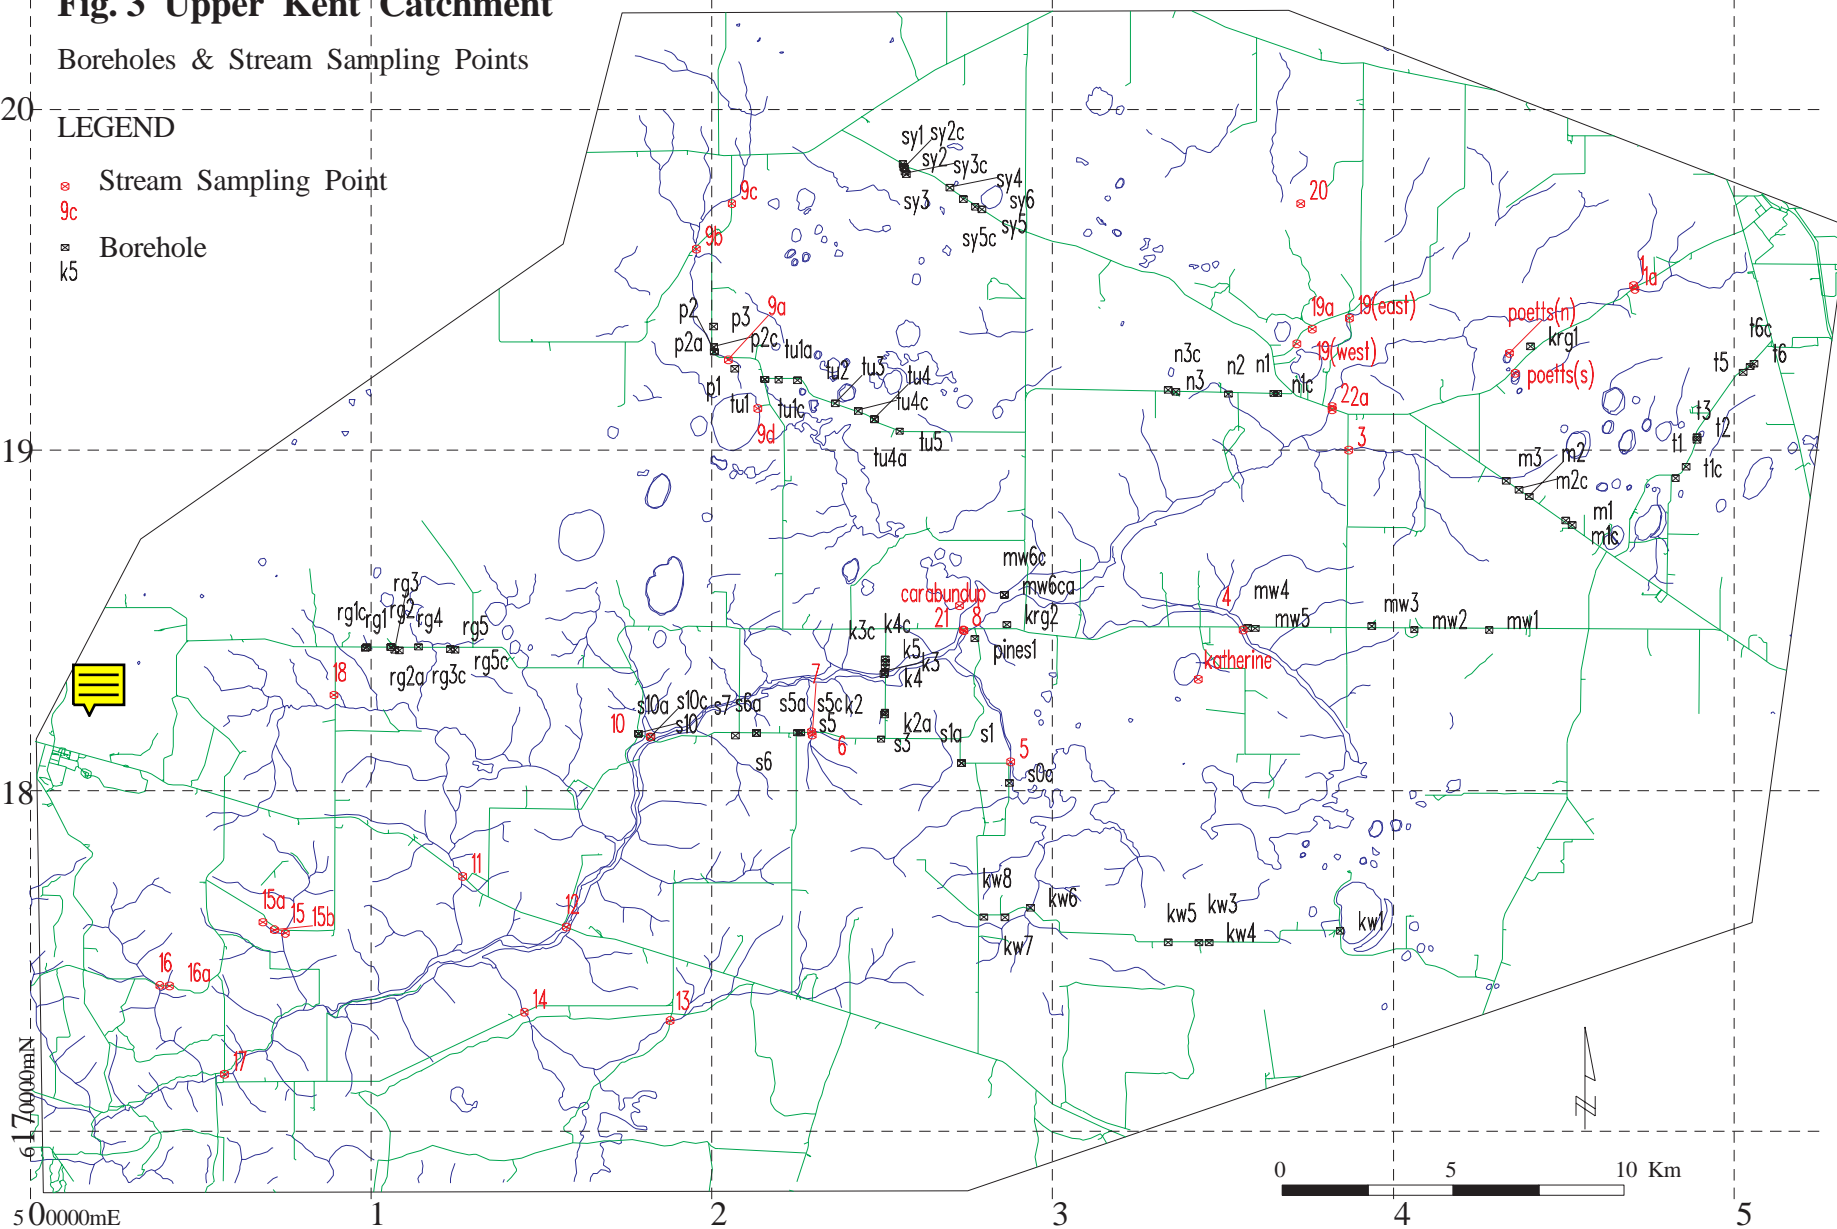 Fig. 3 Upper Kent Catchment
Boreholes & Stream Sampling Points
20
LEGEND
Stream Sampling Point
9c
Borehole
k5
sy1 sy2c
sy2 sy3c
sy4
sy3
sy6
sy5
sy5c
9c
20
9b
9a
p2
p3
p2c
p2a
p1
tu1a
tu2
tu3
tu4
tu1
tu1c
tu4c
9d
tu5
tu4a
19a
19(east)
19(west)
n3c
n3
n2
n1
n1c
22a
3
1
1a
poetts(n)
krg1
poetts(s)
t6c
t5
t6
t3
t2
t1
t1c
19
m3
m2
m2c
m1
m1c
mw6c
mw6ca
carabundup
21
8
krg2
pines1
k3c
k4c
k5
k3
k4
4
mw4
mw5
mw3
mw2
mw1
katherine
rg3
rg1c
rg1
rg2
rg4
rg5
rg2a
rg3c
rg5c
18
7
10
s10a
s10c
s10
s7
s6a
s5a
s5c
k2
s5
6
s6
k2a
s3
s1a
s1
5
s0a
18
11
12
15a
15
15b
16
16a
14
13
17
kw8
kw6
kw7
kw5
kw3
kw4
kw1
6170000mN
0 5 10 Km
500000mE 1 2 3 4 5